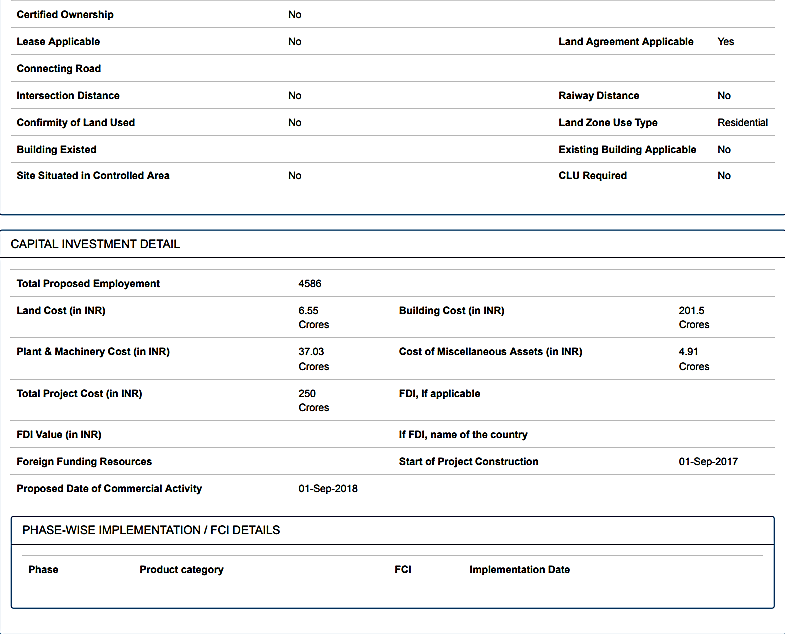 Certified Ownership No
Lease Applicable No Land Agreement Applicable Yes
Connecting Road
Intersection Distance No Raiway Distance No
Confirmity of Land Used No Land Zone Use Type Residential
Building Existed Existing Building Applicable No
Site Situated in Controlled Area No CLU Required No
CAPITAL INVESTMENT DETAIL
Total Proposed Employement 4586
Land Cost (in INR) 6.55 Building Cost (in INR) 201.5
Crores Crores
Plant & Machinery Cost (in INR) 37.03 Cost of Miscellaneous Assets (in INR) 4.91
Crores Crores
Total Project Cost (in INR) 250 FDI, If applicable
Crores
FDI Value (in INR) If FDI, name of the country
Foreign Funding Resources Start of Project Construction 01-Sep-2017
Proposed Date of Commercial Activity 01-Sep-2018
PHASE-WISE IMPLEMENTATION / FCI DETAILS
Phase Product category FCI Implementation Date